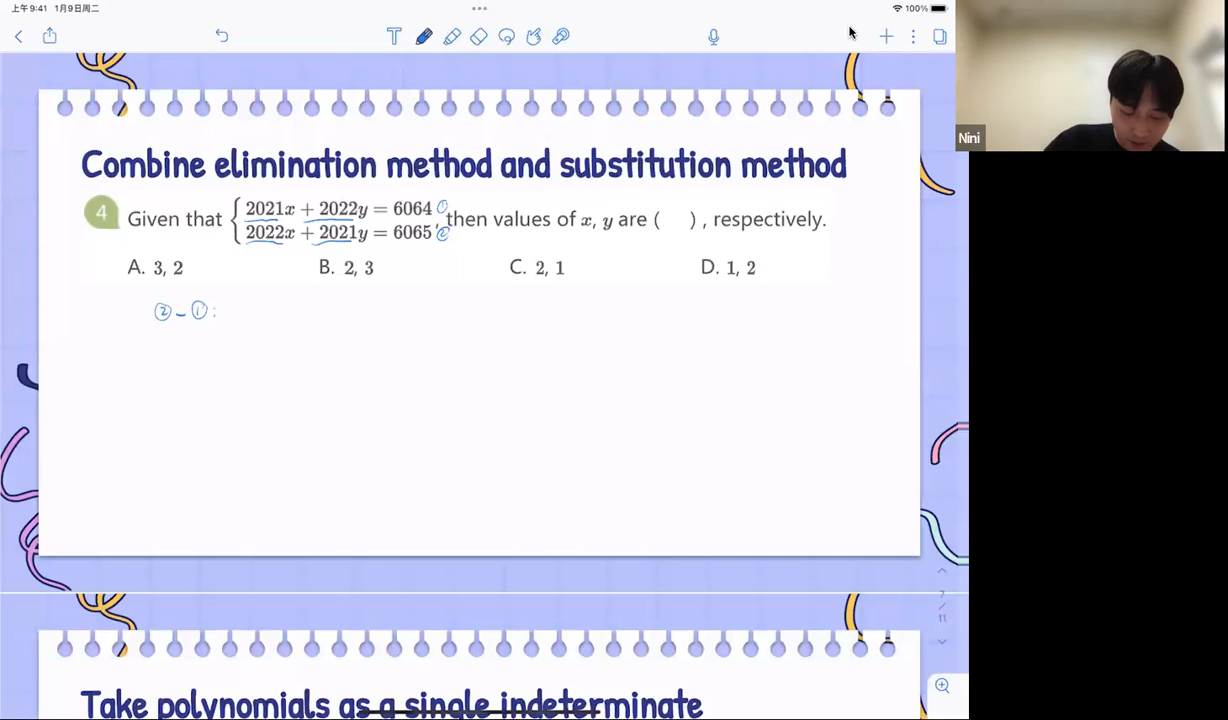 上午9:41 1月9日周二
100%
Nini
Combine elimination method and substitution method
4 Given that { 2021x + 2022y = 6064 ①
2022x + 2021y = 6065 ② , then values of x, y are ( ) , respectively.
A. 3, 2 B. 2, 3 C. 2, 1 D. 1, 2
② - ① :
7
/
11
Take polynomials as a single indeterminate